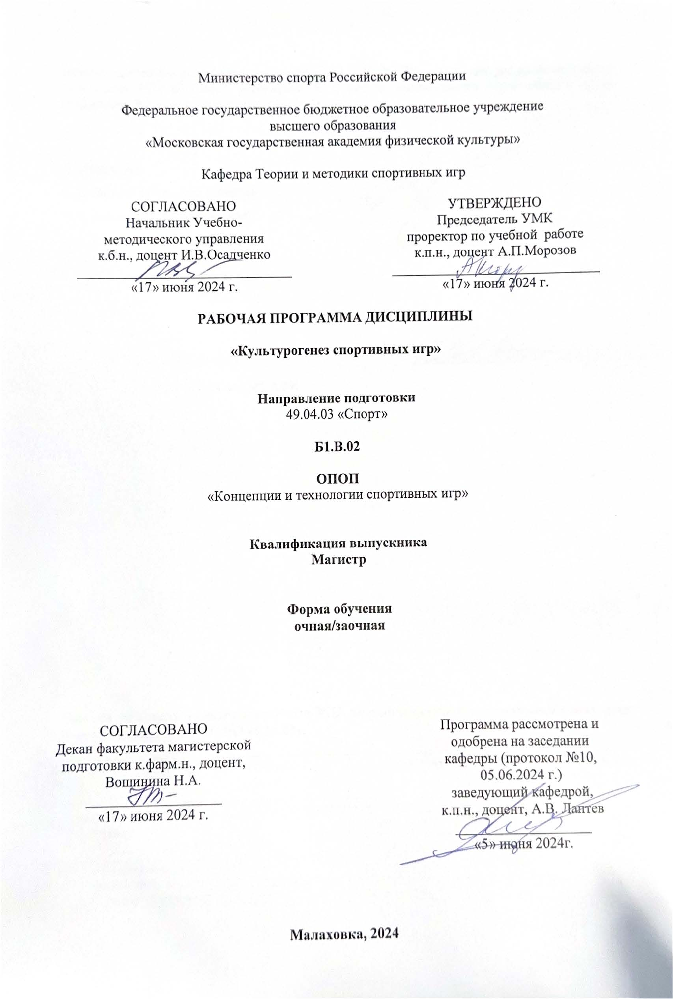 Министерство спорта Российской Федерации
Федеральное государственное бюджетное образовательное учреждение
высшего образования
«Московская государственная академия физической культуры»
Кафедра Теории и методики спортивных игр
СОГЛАСОВАНО
Начальник Учебно-
методического управления
к.б.н., доцент И.В.Осадченко
«17» июня 2024 г.
УТВЕРЖДЕНО
Председатель УМК
проректор по учебной работе
к.п.н., доцент А.П.Морозов
«17» июня 2024 г.
РАБОЧАЯ ПРОГРАММА ДИСЦИПЛИНЫ
«Культурогенез спортивных игр»
Направление подготовки
49.04.03 «Спорт»
Б1.В.02
ОПОП
«Концепции и технологии спортивных игр»
Квалификация выпускника
Магистр
Форма обучения
очная/заочная
СОГЛАСОВАНО
Декан факультета магистерской
подготовки к.фарм.н., доцент,
Вощинина Н.А.
«17» июня 2024 г.
Программа рассмотрена и
одобрена на заседании
кафедры (протокол №10,
05.06.2024 г.)
заведующий кафедрой,
к.п.н., доцент, А.В. Лаптев
«5» июня 2024г.
Малаховка, 2024